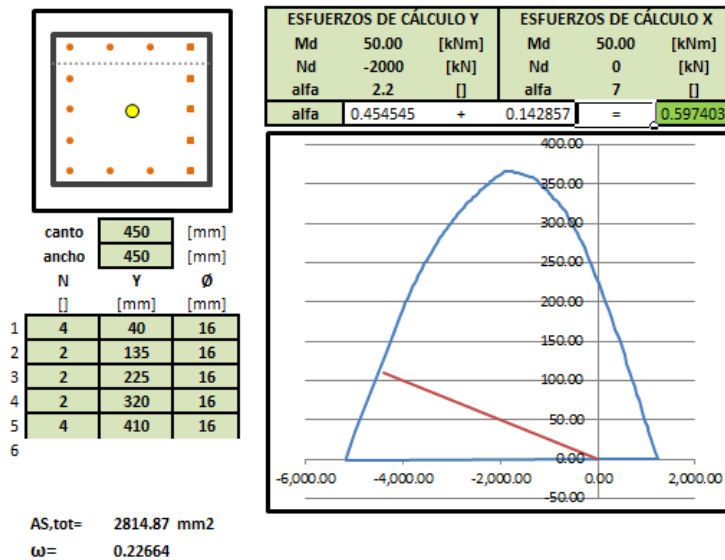 ESFUERZOS DE CÁLCULO Y ESFUERZOS DE CÁLCULO X
Md 50.00 [kNm] Md 50.00 [kNm]
Nd -2000 [kN] Nd 0 [kN]
alfa 2.2 [] alfa 7 []
alfa 0.454545 + 0.142857 = 0.597403
canto 450 [mm]
ancho 450 [mm]
N Y Ø
[] [mm] [mm]
1 4 40 16
2 2 135 16
3 2 225 16
4 2 320 16
5 4 410 16
6
AS,tot= 2814.87 mm2
ω= 0.22664
400.00
350.00
300.00
250.00
200.00
150.00
100.00
50.00
0.00
-50.00
-6,000.00 -4,000.00 -2,000.00 0.00 2,000.00